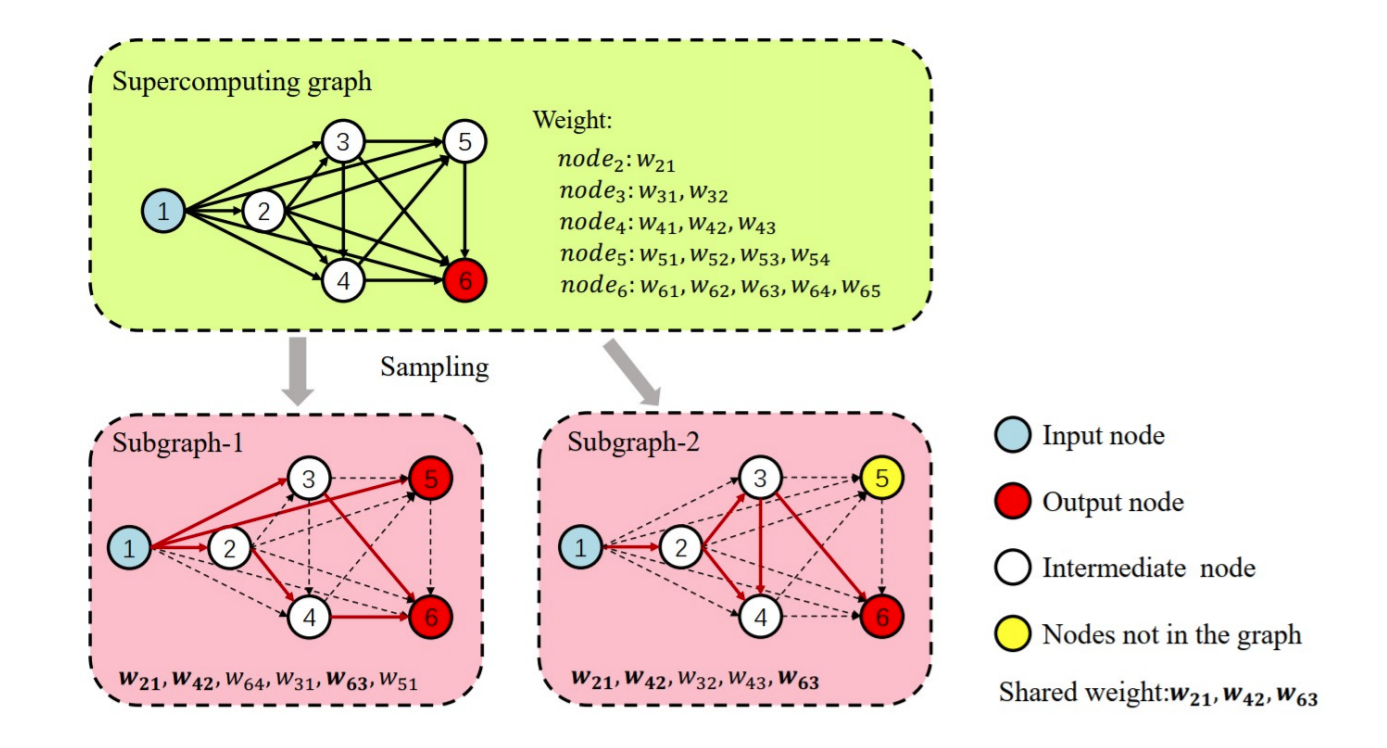 Supercomputing graph
3
5
1
2
4
6
Weight:
node₂: w₂₁
node₃: w₃₁, w₃₂
node₄: w₄₁, w₄₂, w₄₃
node₅: w₅₁, w₅₂, w₅₃, w₅₄
node₆: w₆₁, w₆₂, w₆₃, w₆₄, w₆₅
Sampling
Subgraph-1
3
5
1
2
4
6
w₂₁, w₄₂, w₆₄, w₃₁, w₆₃, w₅₁
Subgraph-2
3
5
1
2
4
6
w₂₁, w₄₂, w₃₂, w₄₃, w₆₃
Input node
Output node
Intermediate node
Nodes not in the graph
Shared weight:w₂₁, w₄₂, w₆₃